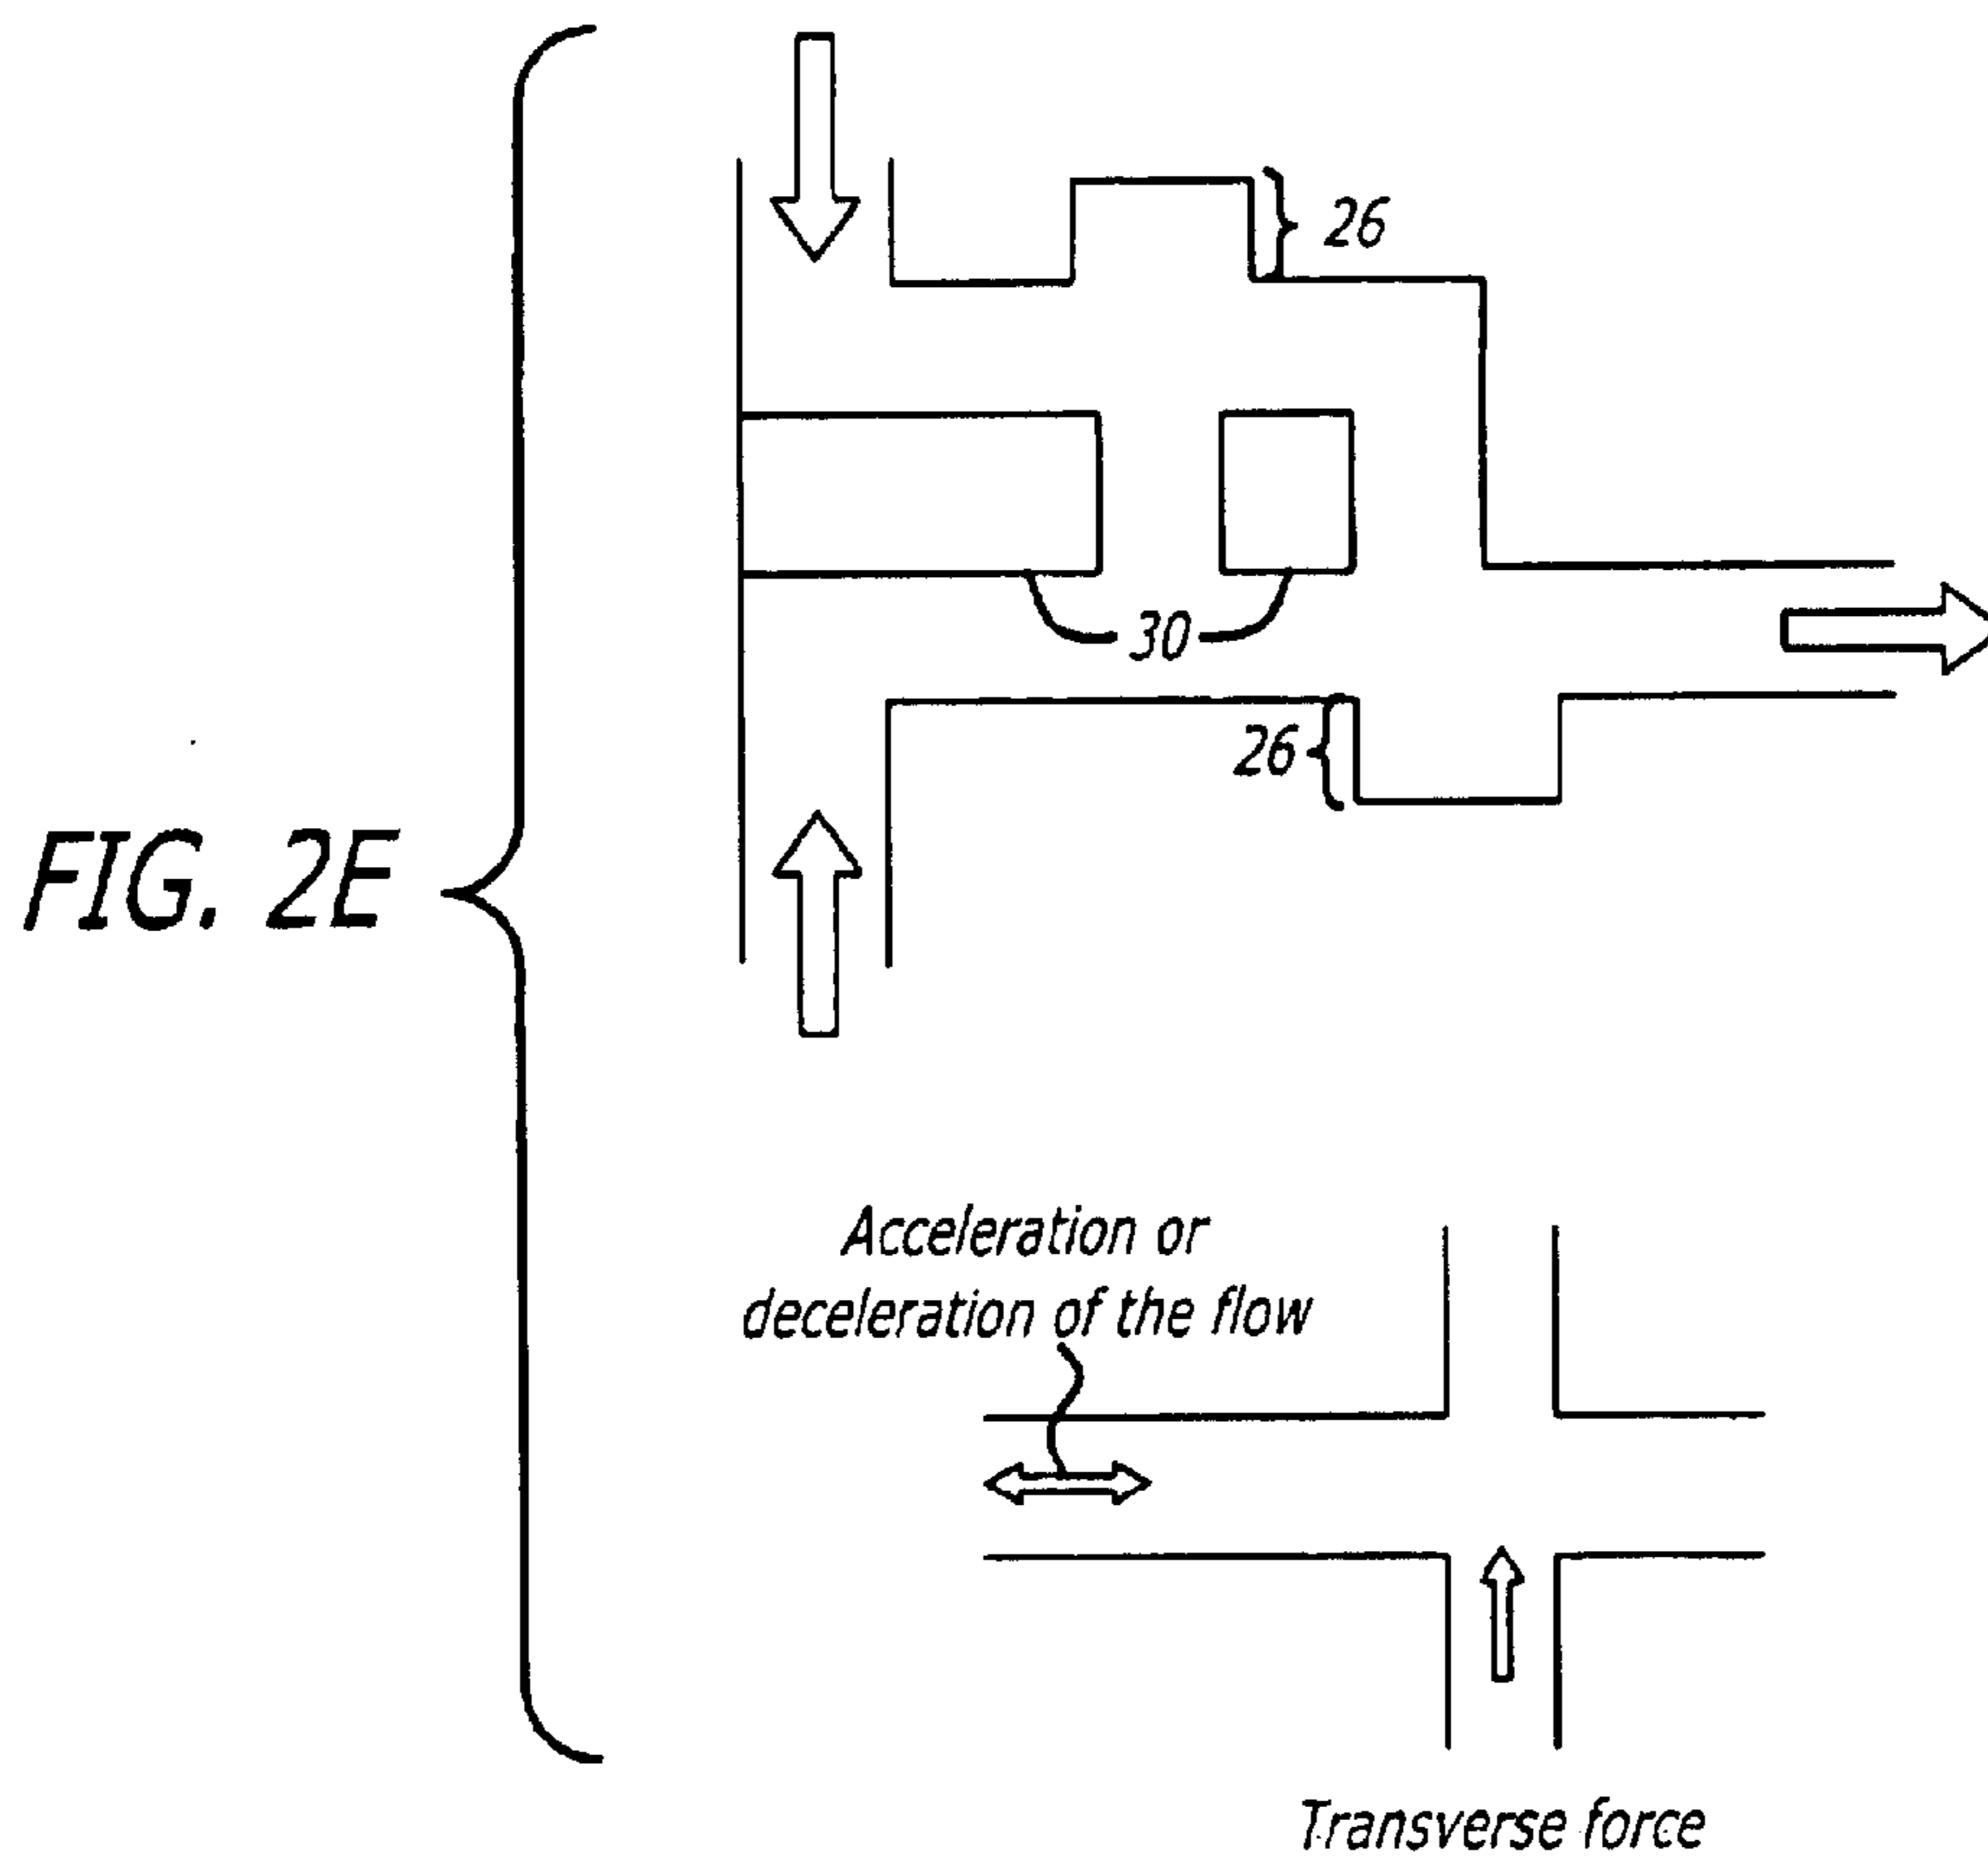 26
30
26
FIG. 2E
Acceleration or
deceleration of the flow
Transverse force